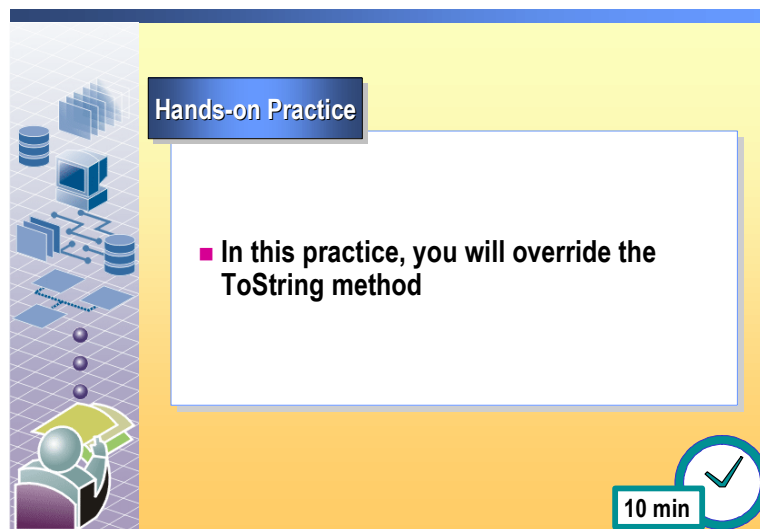 Hands-on Practice
In this practice, you will override the
ToString method
10 min